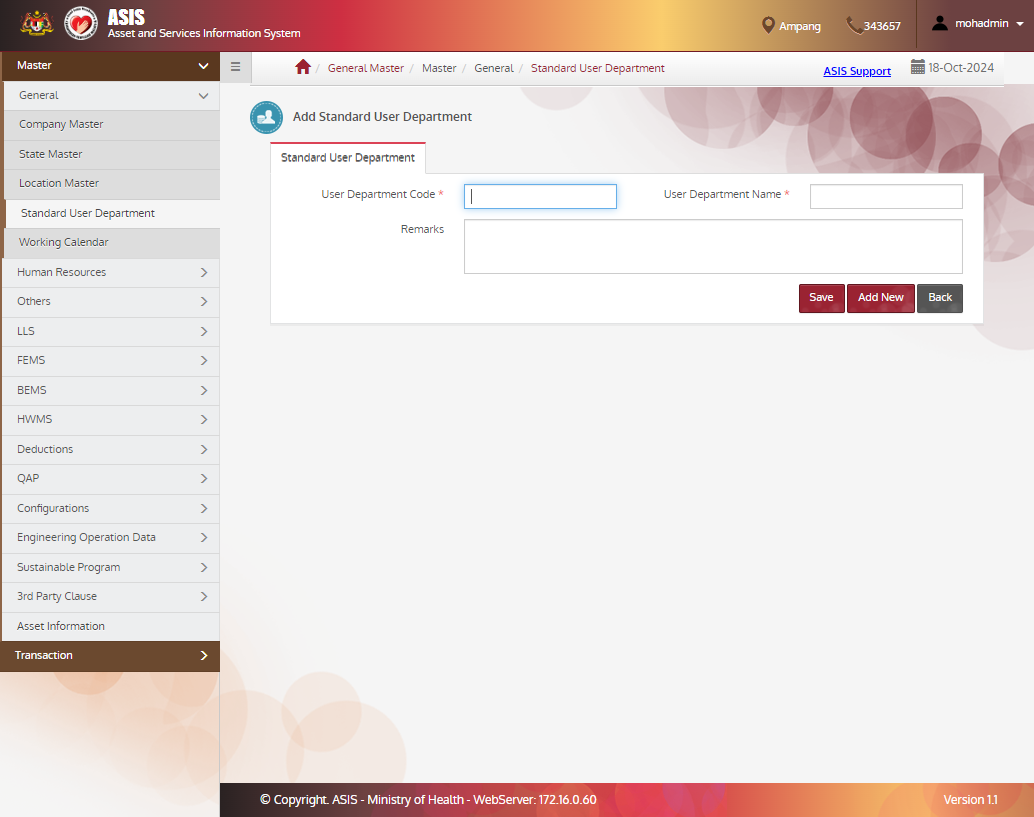 ASIS
Asset and Services Information System
Ampang
343657
mohadmin
Master
General
Company Master
State Master
Location Master
Standard User Department
Working Calendar
Human Resources
Others
LLS
FEMS
BEMS
HWMS
Deductions
QAP
Configurations
Engineering Operation Data
Sustainable Program
3rd Party Clause
Asset Information
Transaction
General Master / Master / General / Standard User Department
ASIS Support
18-Oct-2024
Add Standard User Department
Standard User Department
User Department Code *
User Department Name *
Remarks
Save
Add New
Back
© Copyright. ASIS - Ministry of Health - WebServer: 172.16.0.60
Version 1.1